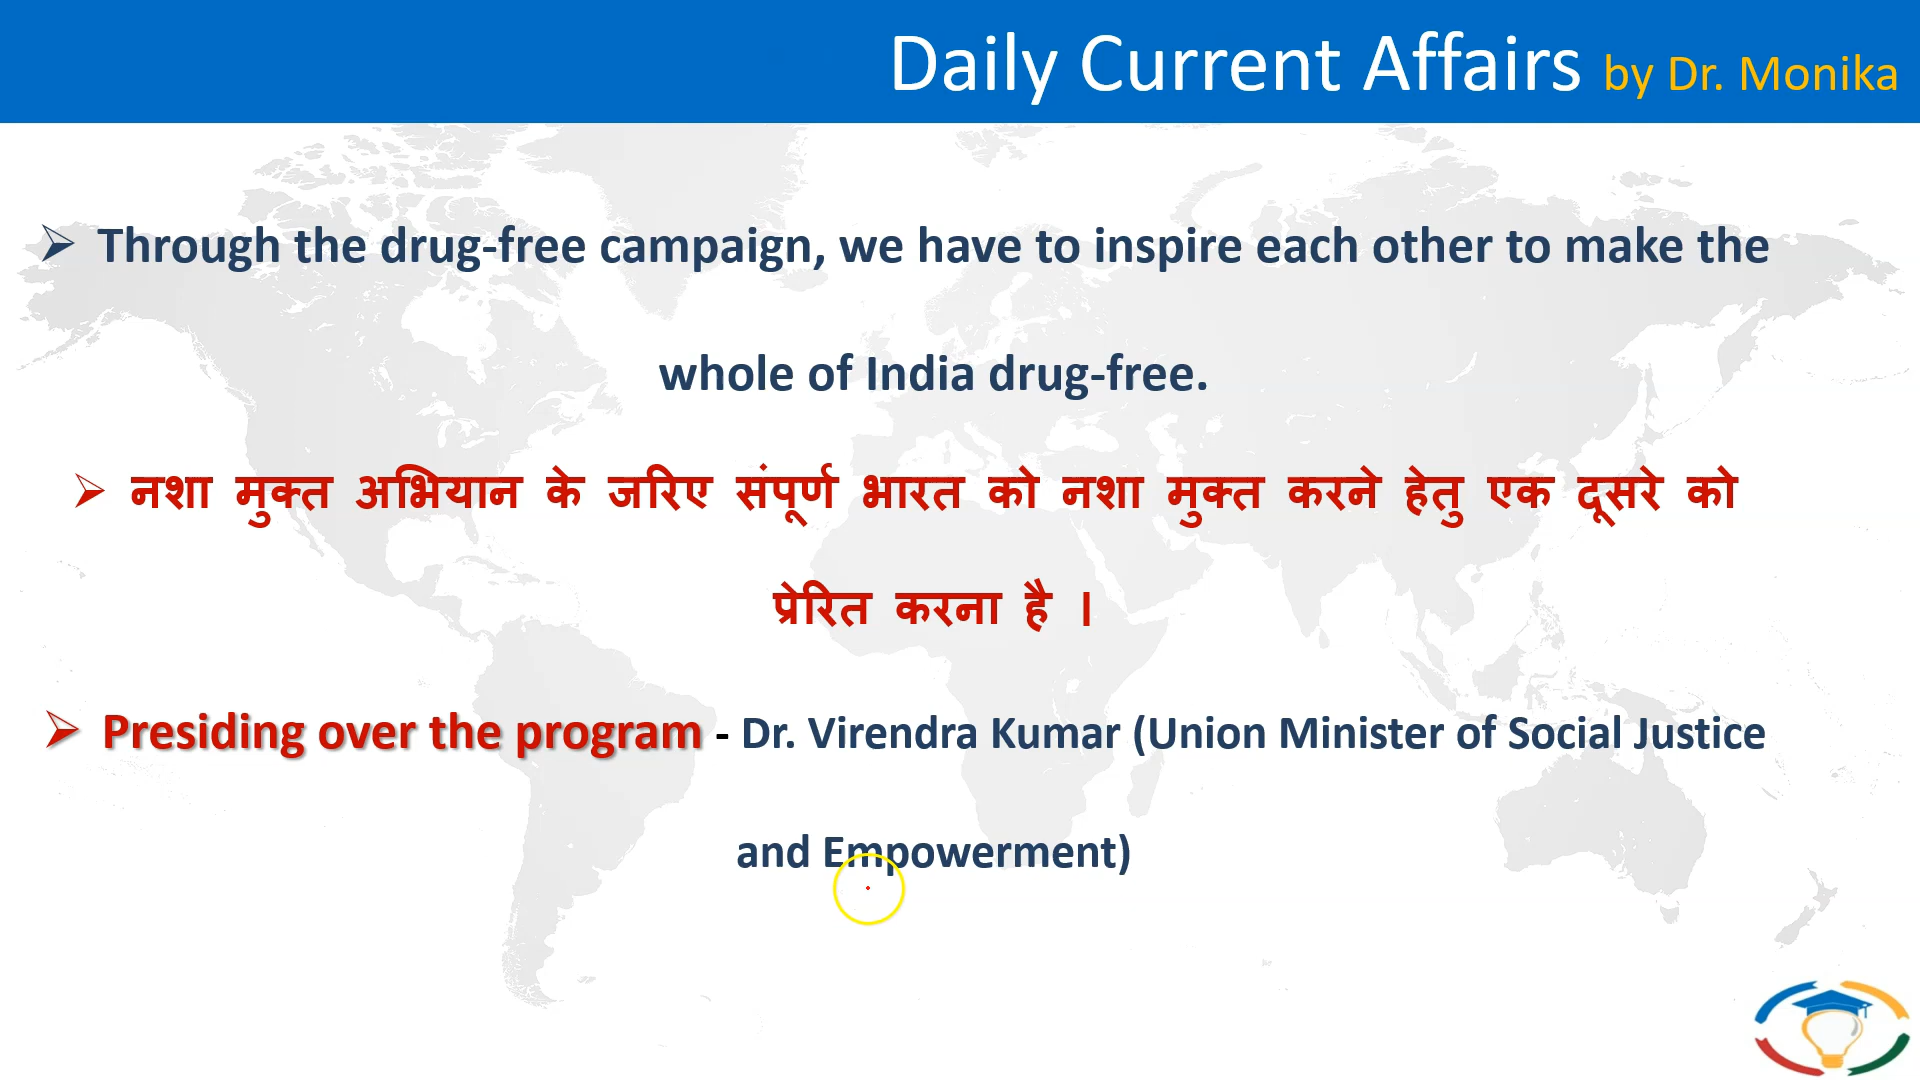 Daily Current Affairs by Dr. Monika
➢ Through the drug-free campaign, we have to inspire each other to make the
whole of India drug-free.
➢ नशा मुक्त अभियान के जरिए संपूर्ण भारत को नशा मुक्त करने हेतु एक दूसरे को
प्रेरित करना है ।
➢ Presiding over the program - Dr. Virendra Kumar (Union Minister of Social Justice
and Empowerment)